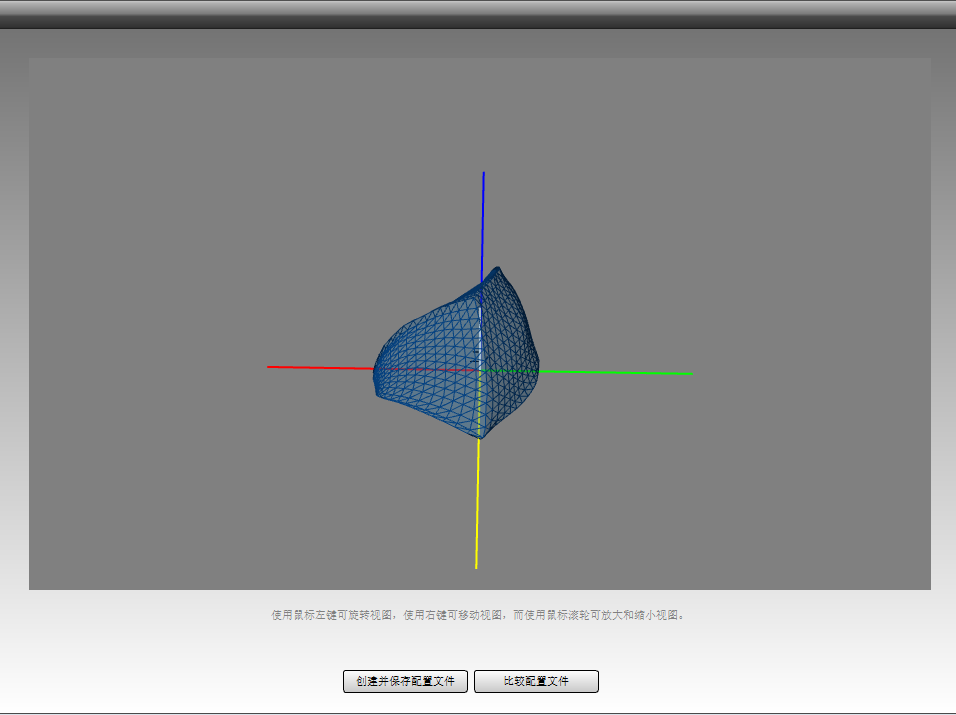 使用鼠标左键可旋转视图，使用右键可移动视图，而使用鼠标滚轮可放大和缩小视图。
创建并保存配置文件
比较配置文件